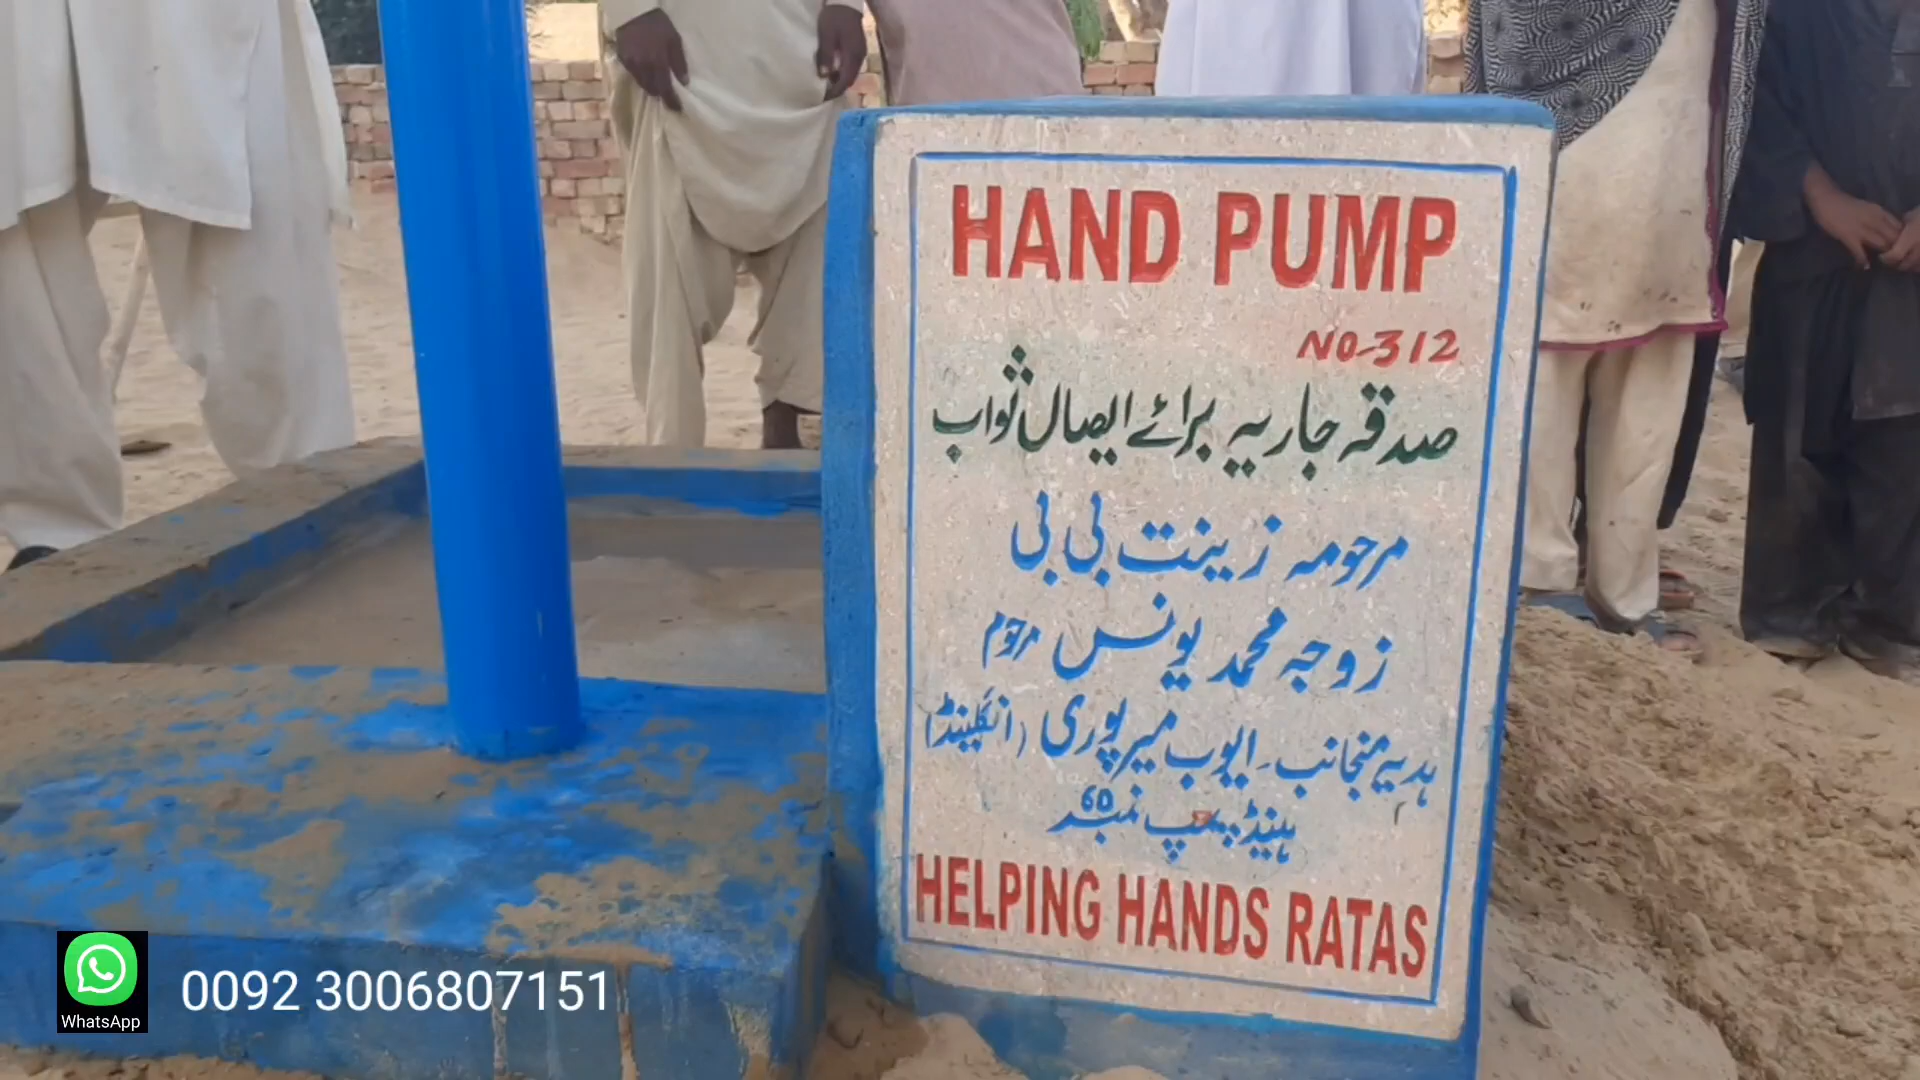 HAND PUMP
NO-312
صدقہ جاریہ برائے ایصال ثواب
مرحومہ زینت بی بی
زوجہ محمد یونس مرحوم
ہدیہ منجانب۔ ایوب میرپوری (انگلینڈ)
ہینڈ پمپ نمبر 60
HELPING HANDS RATAS
WhatsApp
0092 3006807151